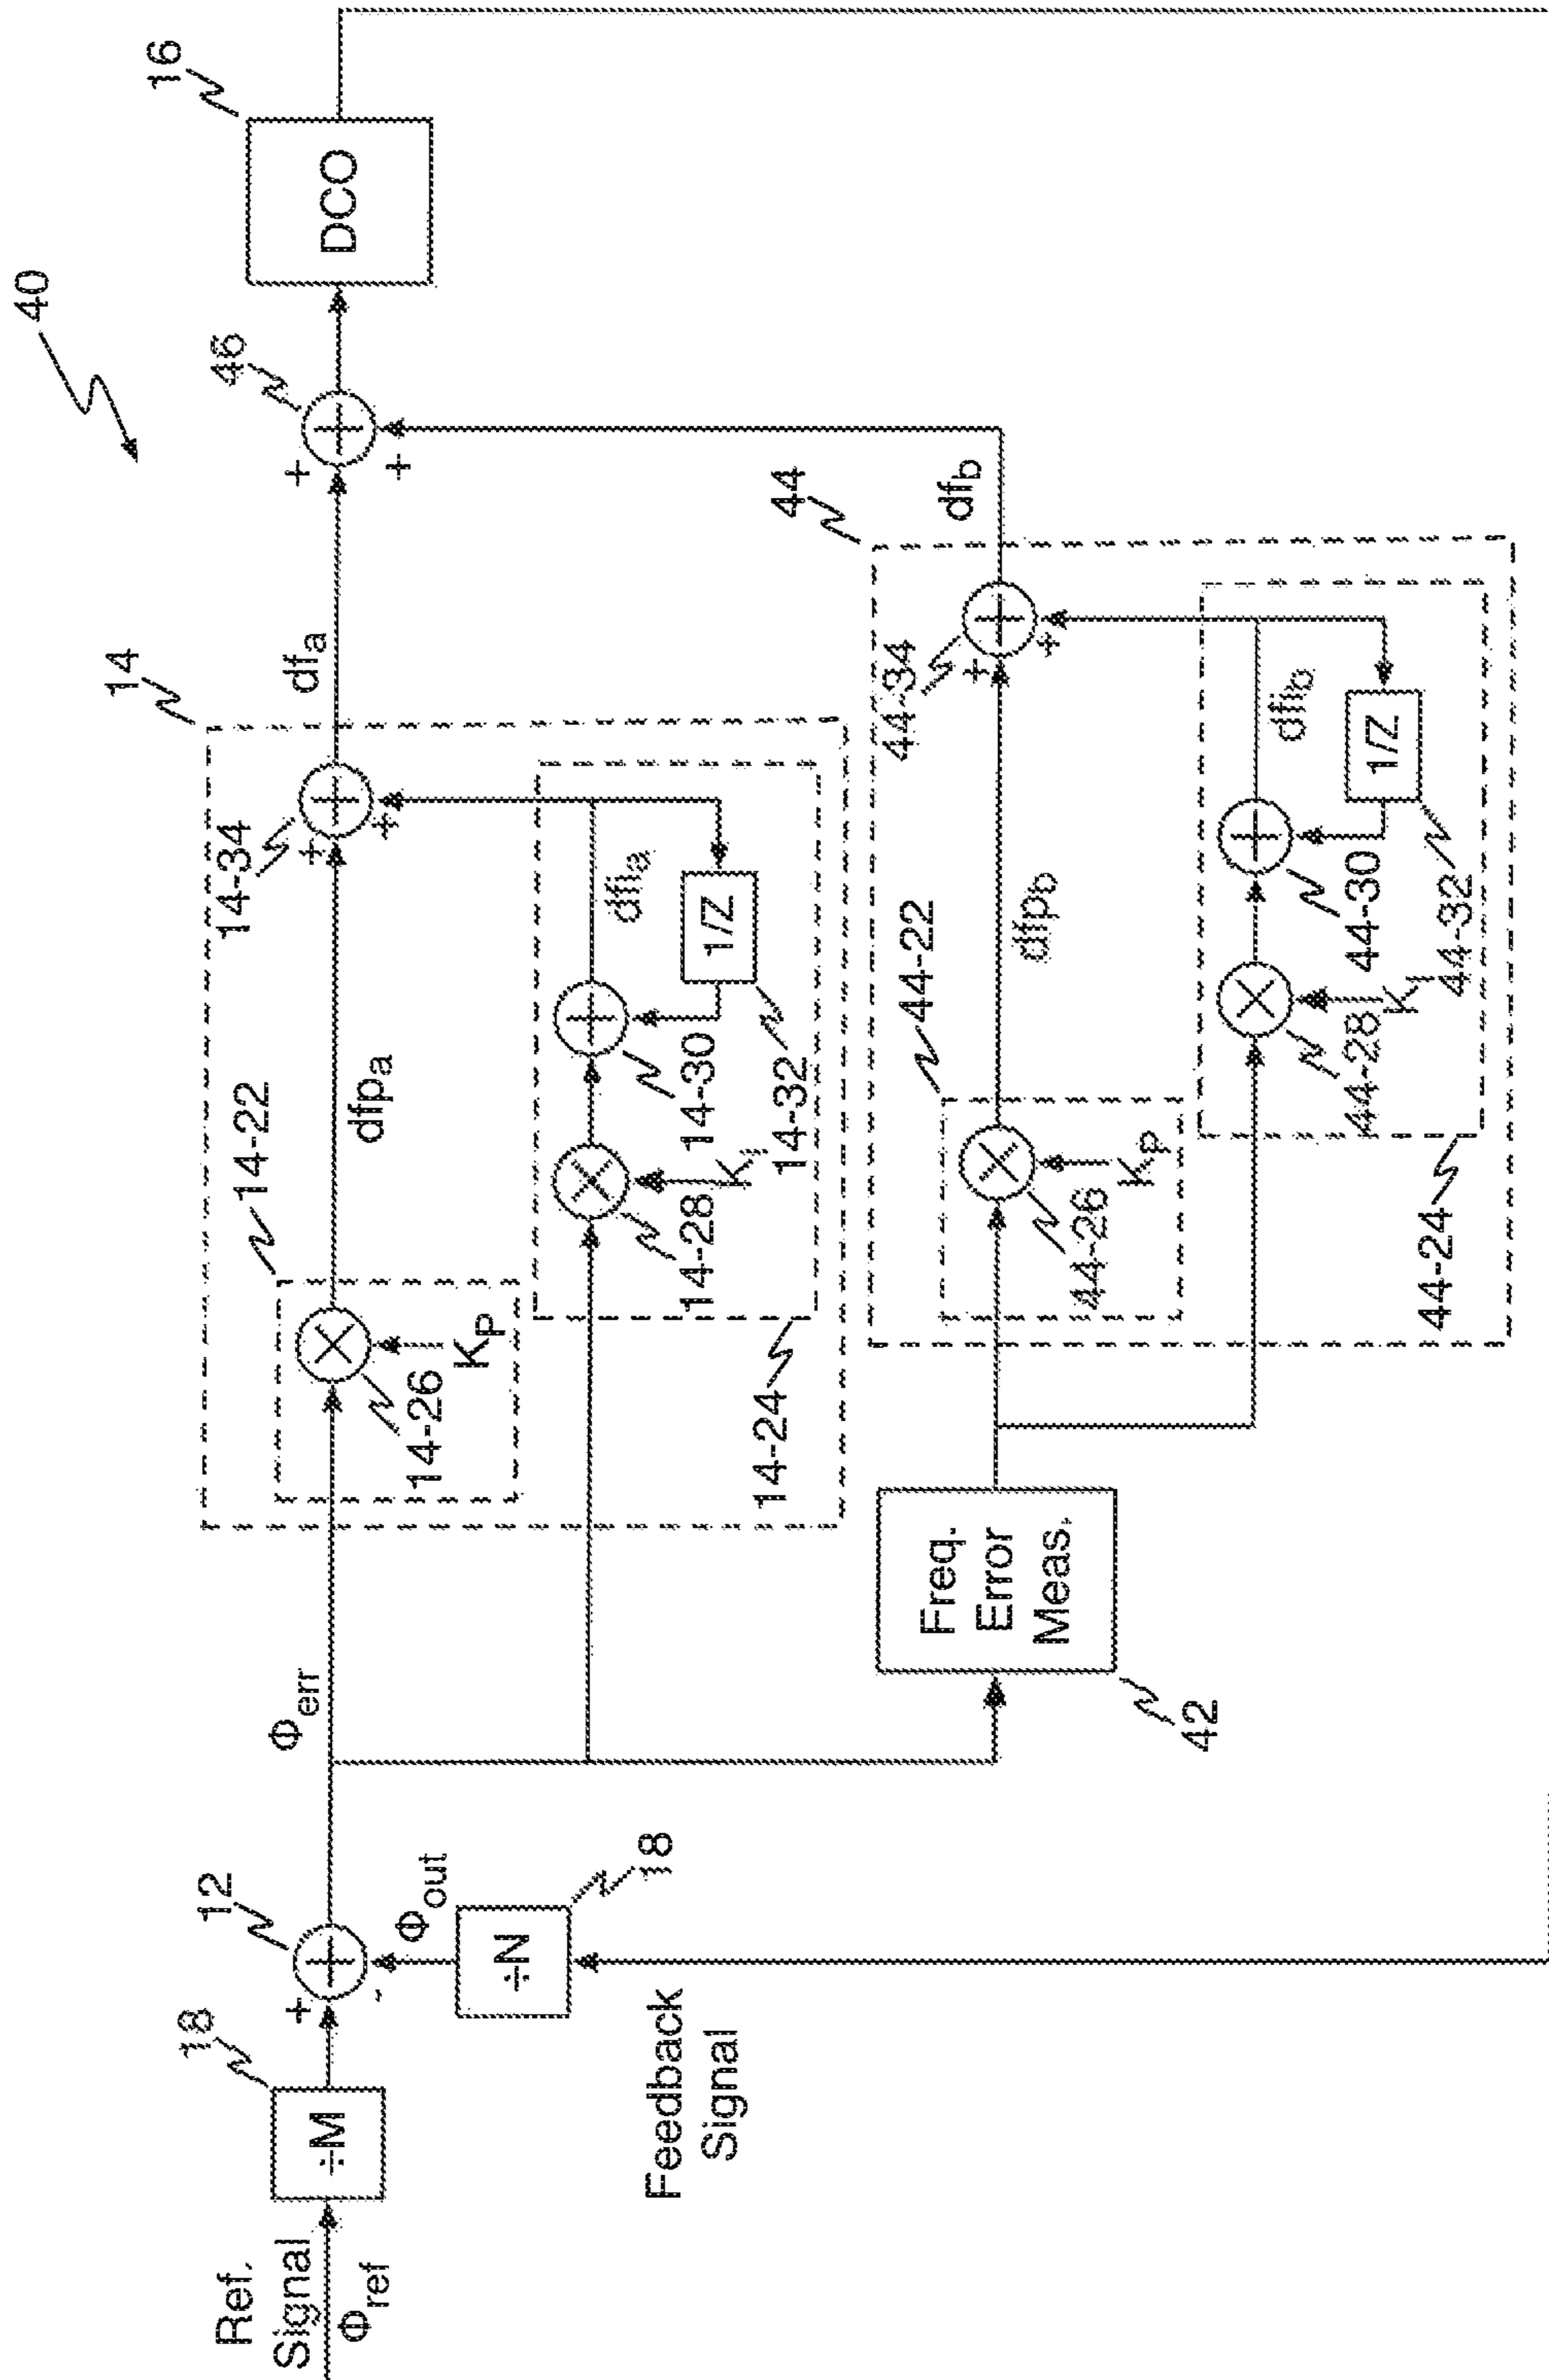 40
Ref.
Signal
Φref
÷M
18
+
-
12
Φout
÷N
18
Feedback
Signal
Φerr
14
14-22
14-26
KP
dfpa
14-34
+
+
dfa
14-24
14-28
KI
14-30
dfIa
1/Z
14-32
46
+
+
DCO
16
Freq.
Error
Meas.
42
44
44-22
44-26
KP
dfpb
44-34
+
+
dfb
44-24
44-28
KI
44-30
dfIb
1/Z
44-32